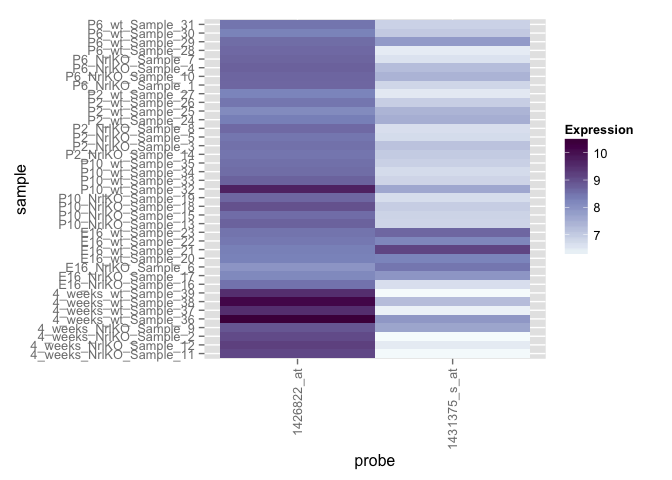 P6_wt_Sample_31
P6_wt_Sample_30
P6_wt_Sample_29
P6_wt_Sample_28
P6_NrlKO_Sample_7
P6_NrlKO_Sample_4
P6_NrlKO_Sample_10
P6_NrlKO_Sample_1
P2_wt_Sample_27
P2_wt_Sample_26
P2_wt_Sample_25
P2_wt_Sample_24
P2_NrlKO_Sample_8
P2_NrlKO_Sample_5
P2_NrlKO_Sample_3
P2_NrlKO_Sample_14
P10_wt_Sample_35
P10_wt_Sample_34
P10_wt_Sample_33
P10_wt_Sample_32
P10_NrlKO_Sample_19
P10_NrlKO_Sample_18
P10_NrlKO_Sample_15
P10_NrlKO_Sample_13
E16_wt_Sample_23
E16_wt_Sample_22
E16_wt_Sample_21
E16_wt_Sample_20
E16_NrlKO_Sample_6
E16_NrlKO_Sample_17
E16_NrlKO_Sample_16
4_weeks_wt_Sample_39
4_weeks_wt_Sample_38
4_weeks_wt_Sample_37
4_weeks_wt_Sample_36
4_weeks_NrlKO_Sample_9
4_weeks_NrlKO_Sample_2
4_weeks_NrlKO_Sample_12
4_weeks_NrlKO_Sample_11
sample
1426822_at
1431375_s_at
probe
Expression
10
9
8
7